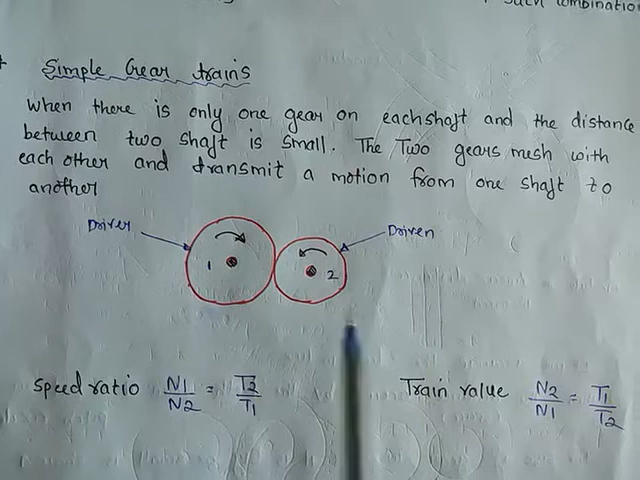 such combination
Simple Gear trains
When there is only one gear on eachshaft and the distance
between two shaft is small. The Two gears mesh with
each other and transmit a motion from one shaft to
another
Driver
Driven
1
2
Speed ratio N1/N2 = T2/T1
Train value N2/N1 = T1/T2